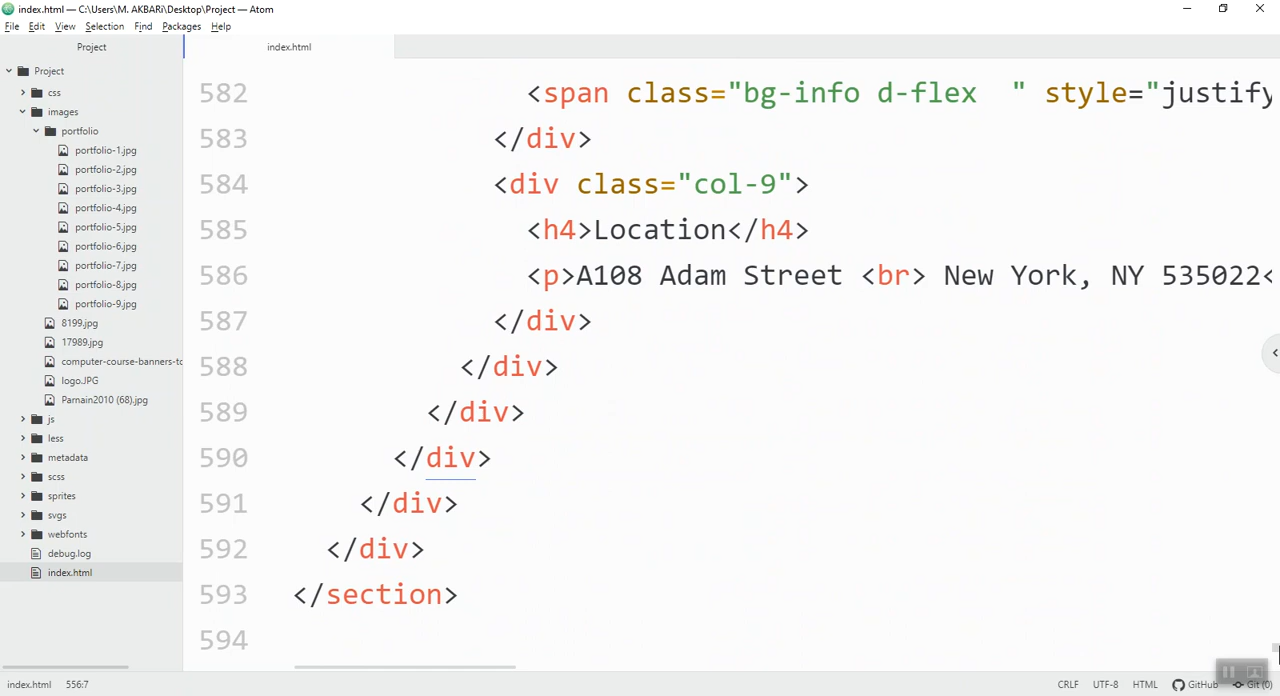 index.html — C:\Users\M. AKBARi\Desktop\Project — Atom
File Edit View Selection Find Packages Help
Project
index.html
Project
css
images
portfolio
portfolio-1.jpg
portfolio-2.jpg
portfolio-3.jpg
portfolio-4.jpg
portfolio-5.jpg
portfolio-6.jpg
portfolio-7.jpg
portfolio-8.jpg
portfolio-9.jpg
8199.jpg
17989.jpg
computer-course-banners-to
logo.JPG
Parnain2010 (68).jpg
js
less
metadata
scss
sprites
svgs
webfonts
debug.log
index.html
582 <span class="bg-info d-flex  " style="justify
583 </div>
584 <div class="col-9">
585 <h4>Location</h4>
586 <p>A108 Adam Street <br> New York, NY 535022<
587 </div>
588 </div>
589 </div>
590 </div>
591 </div>
592 </div>
593 </section>
594
index.html 556:7 CRLF UTF-8 HTML GitHub Git (0)